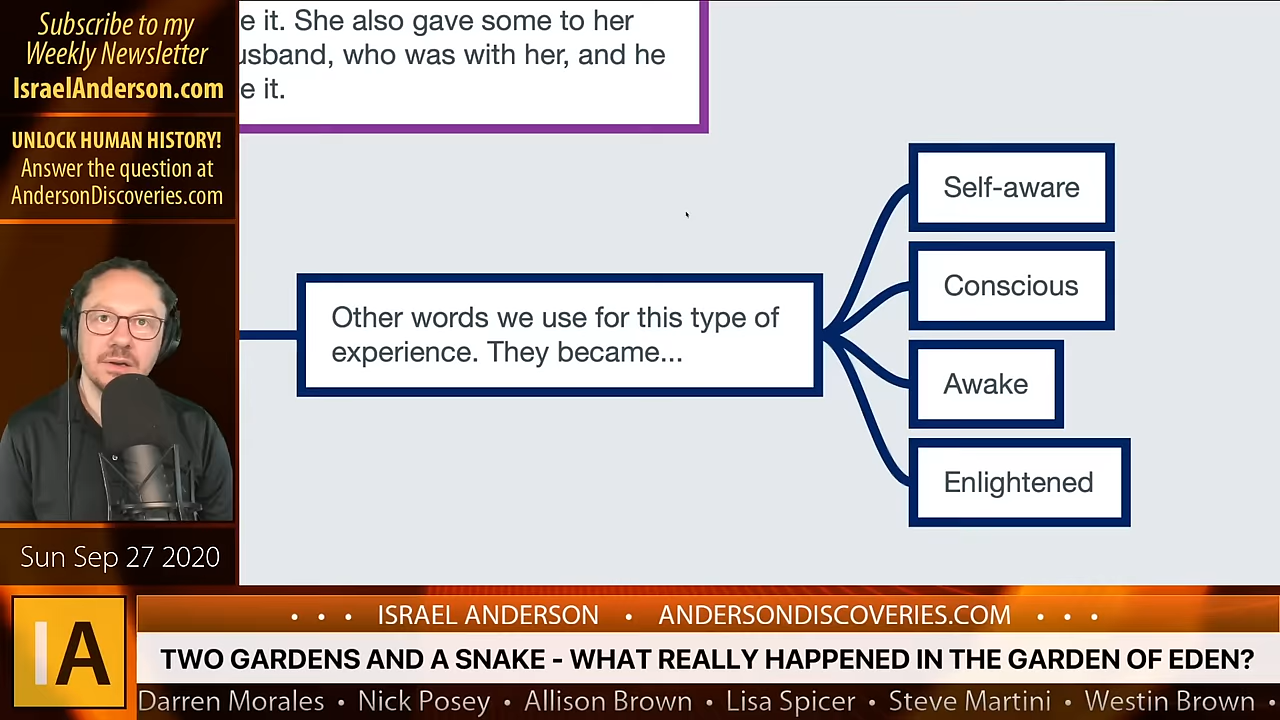 Subscribe to my
Weekly Newsletter
IsraelAnderson.com
UNLOCK HUMAN HISTORY!
Answer the question at
AndersonDiscoveries.com
Sun Sep 27 2020
e it. She also gave some to her
usband, who was with her, and he
e it.
Other words we use for this type of
experience. They became...
Self-aware
Conscious
Awake
Enlightened
IA
• • • ISRAEL ANDERSON • ANDERSONDISCOVERIES.COM • • •
TWO GARDENS AND A SNAKE - WHAT REALLY HAPPENED IN THE GARDEN OF EDEN?
Darren Morales • Nick Posey • Allison Brown • Lisa Spicer • Steve Martini • Westin Brown •